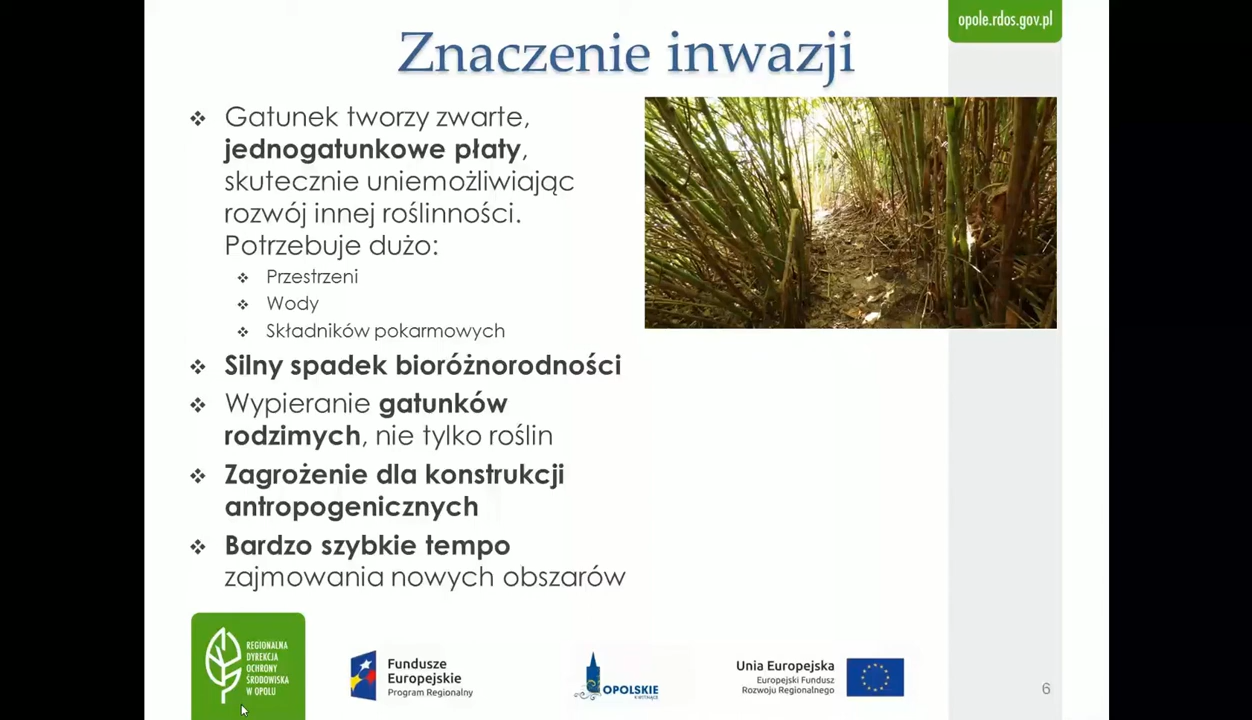 opole.rdos.gov.pl
Znaczenie inwazji
Gatunek tworzy zwarte,
jednogatunkowe płaty,
skutecznie uniemożliwiając
rozwój innej roślinności.
Potrzebuje dużo:
Przestrzeni
Wody
Składników pokarmowych
Silny spadek bioróżnorodności
Wypieranie gatunków
rodzimych, nie tylko roślin
Zagrożenie dla konstrukcji
antropogenicznych
Bardzo szybkie tempo
zajmowania nowych obszarów
REGIONALNA
DYREKCJA
OCHRONY
ŚRODOWISKA
W OPOLU
Fundusze
Europejskie
Program Regionalny
OPOLSKIE
Unia Europejska
Europejski Fundusz
Rozwoju Regionalnego
6